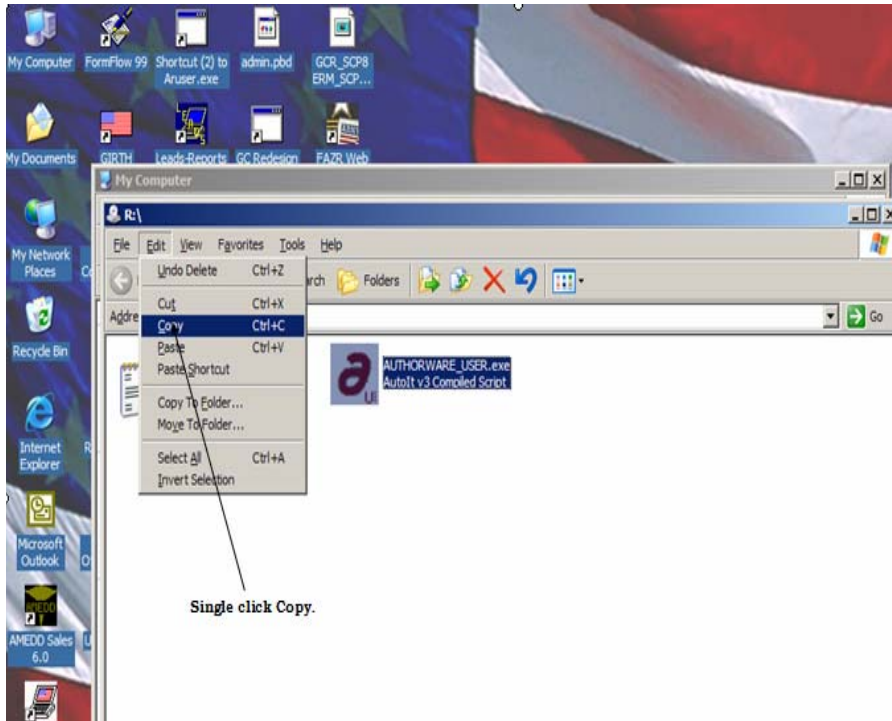 My Computer
FormFlow 99
Shortcut (2) to
Aruser.exe
admin.pbd
GCR_SCP8
ERM_SCP...
My Documents
GIRTH
Leads-Reports
GC Redesign
FAZR Web
My Computer
R:\
File Edit View Favorites Tools Help
Undo Delete Ctrl+Z
Folders
Cut Ctrl+X
Copy Ctrl+C
Go
Paste Ctrl+V
Paste Shortcut
Copy To Folder...
Move To Folder...
Select All Ctrl+A
Invert Selection
AUTHORWARE_USER.exe
AutoIt v3 Compiled Script
My Network
Places
Recycle Bin
Internet
Explorer
Microsoft
Outlook
AMEDD Sales
6.0
Single click Copy.